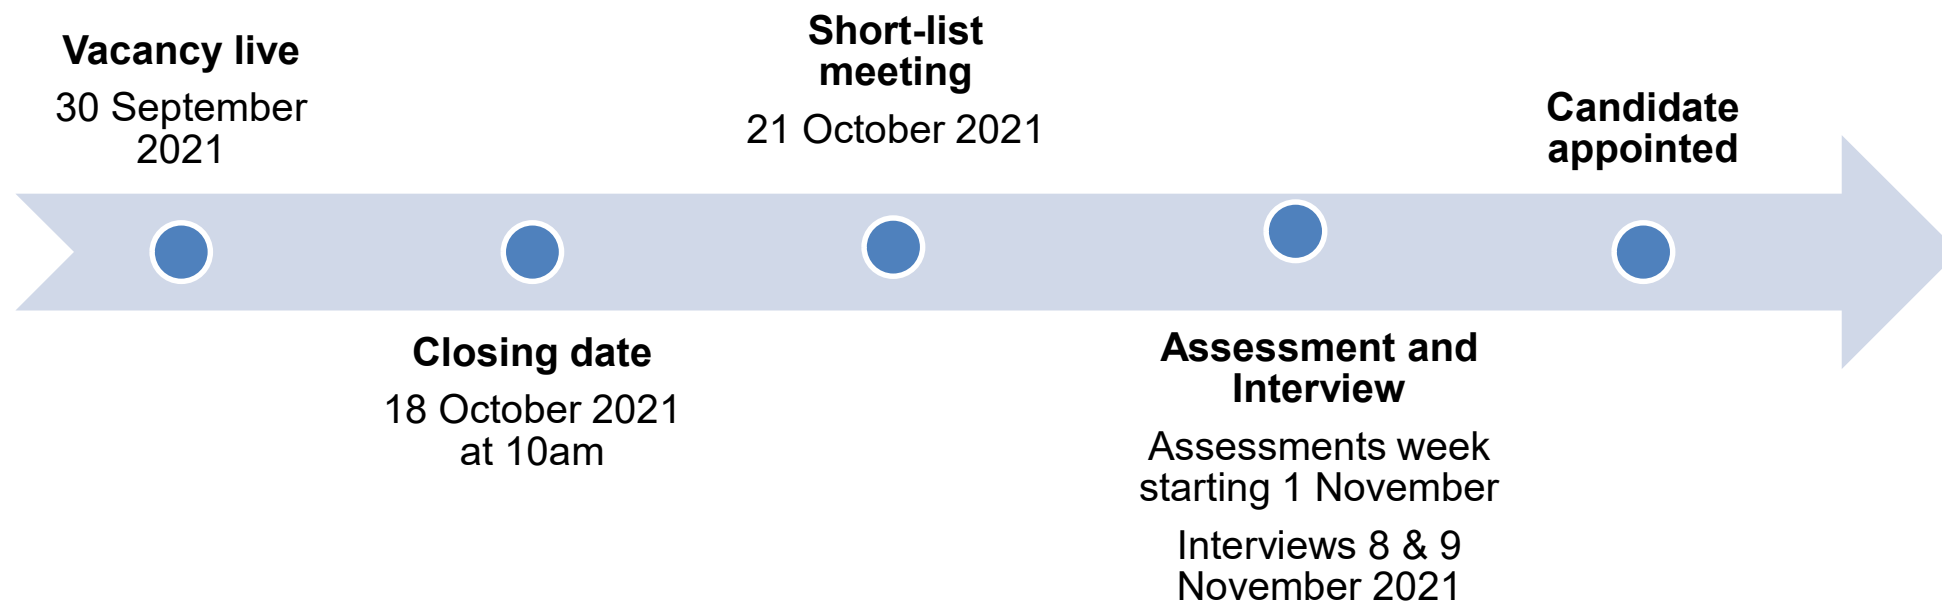 Vacancy live
30 September
2021
Closing date
18 October 2021
at 10am
Short-list
meeting
21 October 2021
Assessment and
Interview
Assessments week
starting 1 November
Interviews 8 & 9
November 2021
Candidate
appointed